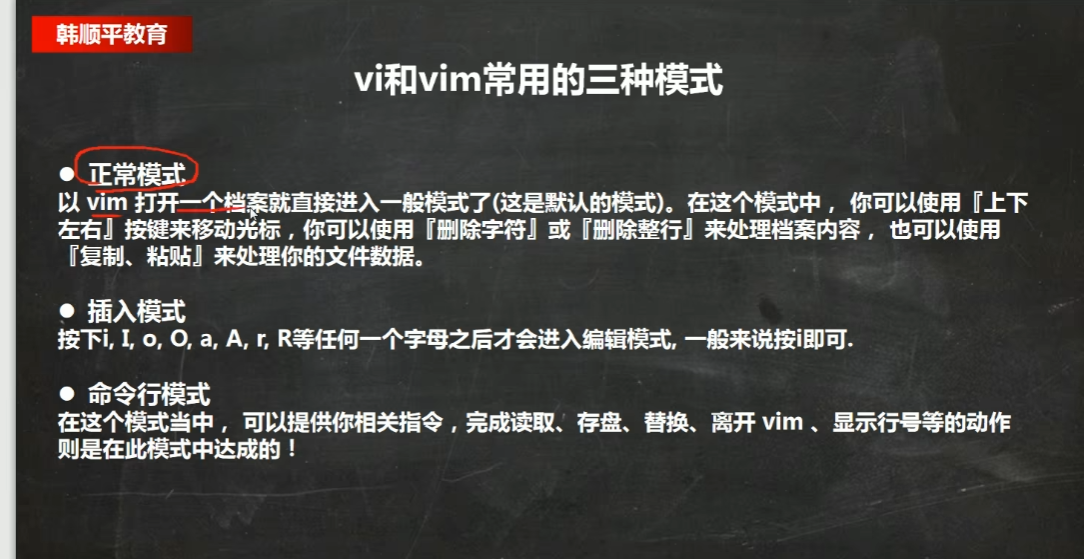 韩顺平教育
vi和vim常用的三种模式
● 正常模式
以 vim 打开一个档案就直接进入一般模式了(这是默认的模式)。在这个模式中， 你可以使用『上下
左右』按键来移动光标，你可以使用『删除字符』或『删除整行』来处理档案内容， 也可以使用
『复制、粘贴』来处理你的文件数据。
● 插入模式
按下i, I, o, O, a, A, r, R等任何一个字母之后才会进入编辑模式, 一般来说按i即可.
● 命令行模式
在这个模式当中， 可以提供你相关指令，完成读取、存盘、替换、离开 vim 、显示行号等的动作
则是在此模式中达成的！